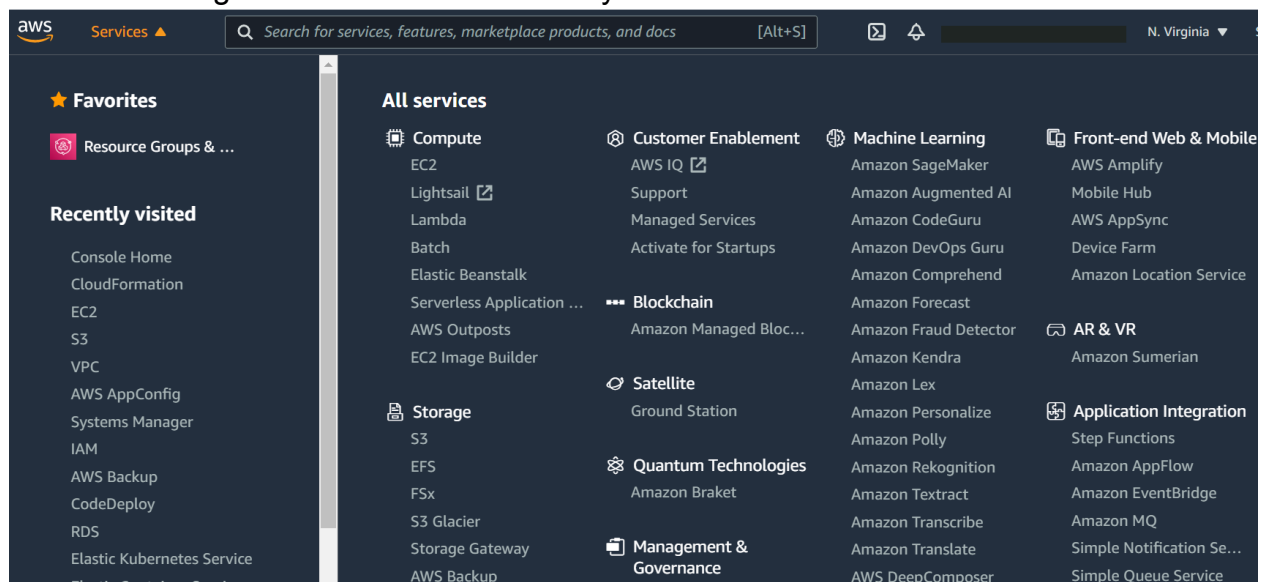 aws
Services ▲
Search for services, features, marketplace products, and docs [Alt+S]
N. Virginia ▼
Favorites
Resource Groups & ...
Recently visited
Console Home
CloudFormation
EC2
S3
VPC
AWS AppConfig
Systems Manager
IAM
AWS Backup
CodeDeploy
RDS
Elastic Kubernetes Service
All services
Compute
EC2
Lightsail
Lambda
Batch
Elastic Beanstalk
Serverless Application ...
AWS Outposts
EC2 Image Builder
Storage
S3
EFS
FSx
S3 Glacier
Storage Gateway
AWS Backup
Customer Enablement
AWS IQ
Support
Managed Services
Activate for Startups
Blockchain
Amazon Managed Bloc...
Satellite
Ground Station
Quantum Technologies
Amazon Braket
Management &
Governance
Machine Learning
Amazon SageMaker
Amazon Augmented AI
Amazon CodeGuru
Amazon DevOps Guru
Amazon Comprehend
Amazon Forecast
Amazon Fraud Detector
Amazon Kendra
Amazon Lex
Amazon Personalize
Amazon Polly
Amazon Rekognition
Amazon Textract
Amazon Transcribe
Amazon Translate
AWS DeepComposer
Front-end Web & Mobile
AWS Amplify
Mobile Hub
AWS AppSync
Device Farm
Amazon Location Service
AR & VR
Amazon Sumerian
Application Integration
Step Functions
Amazon AppFlow
Amazon EventBridge
Amazon MQ
Simple Notification Se...
Simple Queue Service